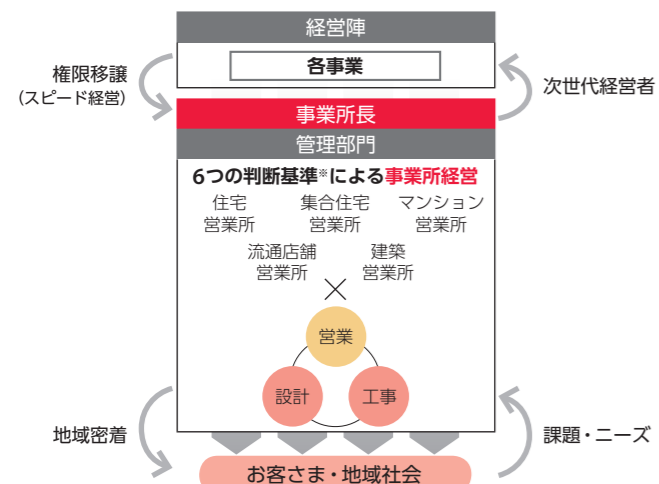 経営陣
各事業
権限移譲
(スピード経営)
次世代経営者
事業所長
管理部門
6つの判断基準※による事業所経営
住宅
営業所
集合住宅
営業所
マンション
営業所
流通店舗
営業所
建築
営業所
営業
設計
工事
地域密着
課題・ニーズ
お客さま・地域社会